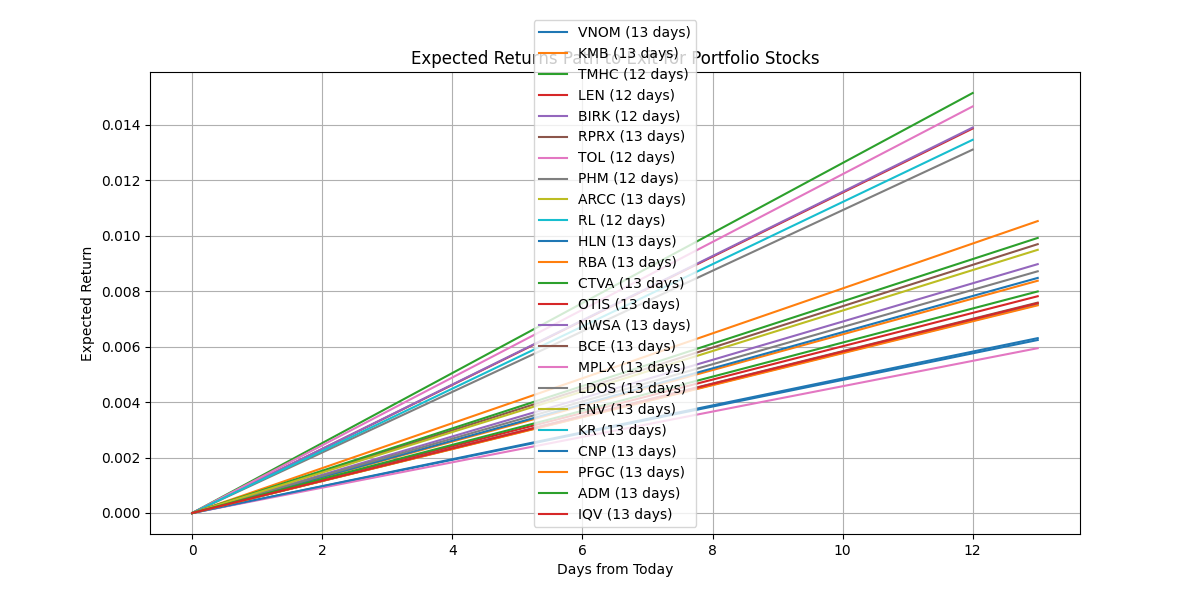 Expected Returns Path to Exit for Portfolio Stocks
VNOM (13 days)
KMB (13 days)
TMHC (12 days)
LEN (12 days)
BIRK (12 days)
RPRX (13 days)
TOL (12 days)
PHM (12 days)
ARCC (13 days)
RL (12 days)
HLN (13 days)
RBA (13 days)
CTVA (13 days)
OTIS (13 days)
NWSA (13 days)
BCE (13 days)
MPLX (13 days)
LDOS (13 days)
FNV (13 days)
KR (13 days)
CNP (13 days)
PFGC (13 days)
ADM (13 days)
IQV (13 days)
Expected Return
0.014
0.012
0.010
0.008
0.006
0.004
0.002
0.000
0 2 4 6 8 10 12
Days from Today